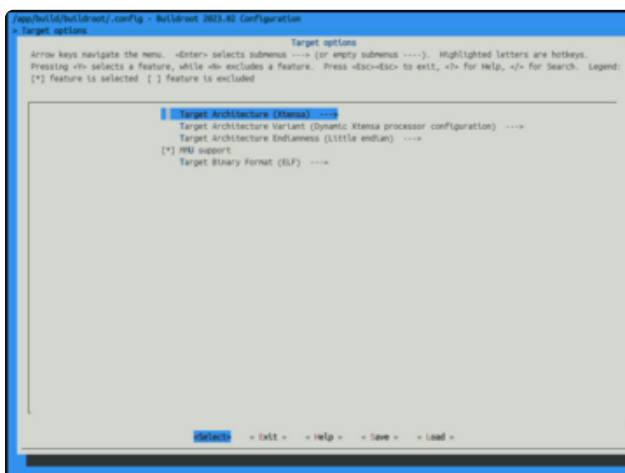 /app/build/buildroot/.config - Buildroot 2023.02 Configuration
> Target options
Target options
Arrow keys navigate the menu. <Enter> selects submenus ---> (or empty submenus ----). Highlighted letters are hotkeys.
Pressing <Y> selects a feature, while <N> excludes a feature. Press <Esc><Esc> to exit, <?> for Help, </> for Search. Legend:
[*] feature is selected [ ] feature is excluded
Target Architecture (Xtensa) --->
Target Architecture Variant (Dynamic Xtensa processor configuration) --->
Target Architecture Endianness (Little endian) --->
[*] MMU support
Target Binary Format (ELF) --->
<Select> < Exit > < Help > < Save > < Load >